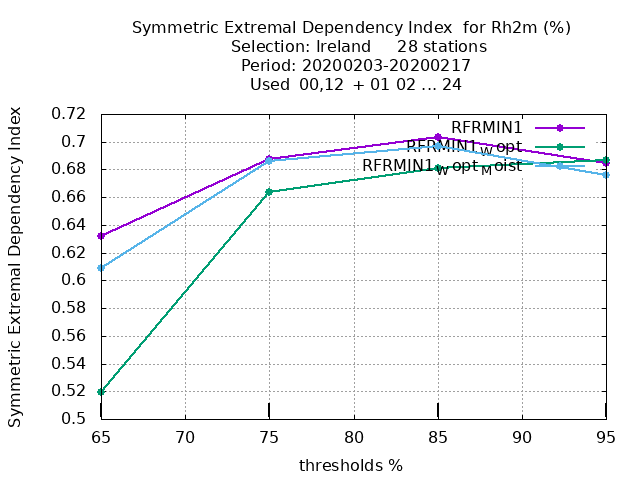 Symmetric Extremal Dependency Index for Rh2m (%)
Selection: Ireland 28 stations
Period: 20200203-20200217
Used 00,12 + 01 02 ... 24
Symmetric Extremal Dependency Index
0.72
0.7
0.68
0.66
0.64
0.62
0.6
0.58
0.56
0.54
0.52
0.5
RFRMIN1
RFRMIN1WOpt
RFRMIN1WoptMoist
65 70 75 80 85 90 95
thresholds %